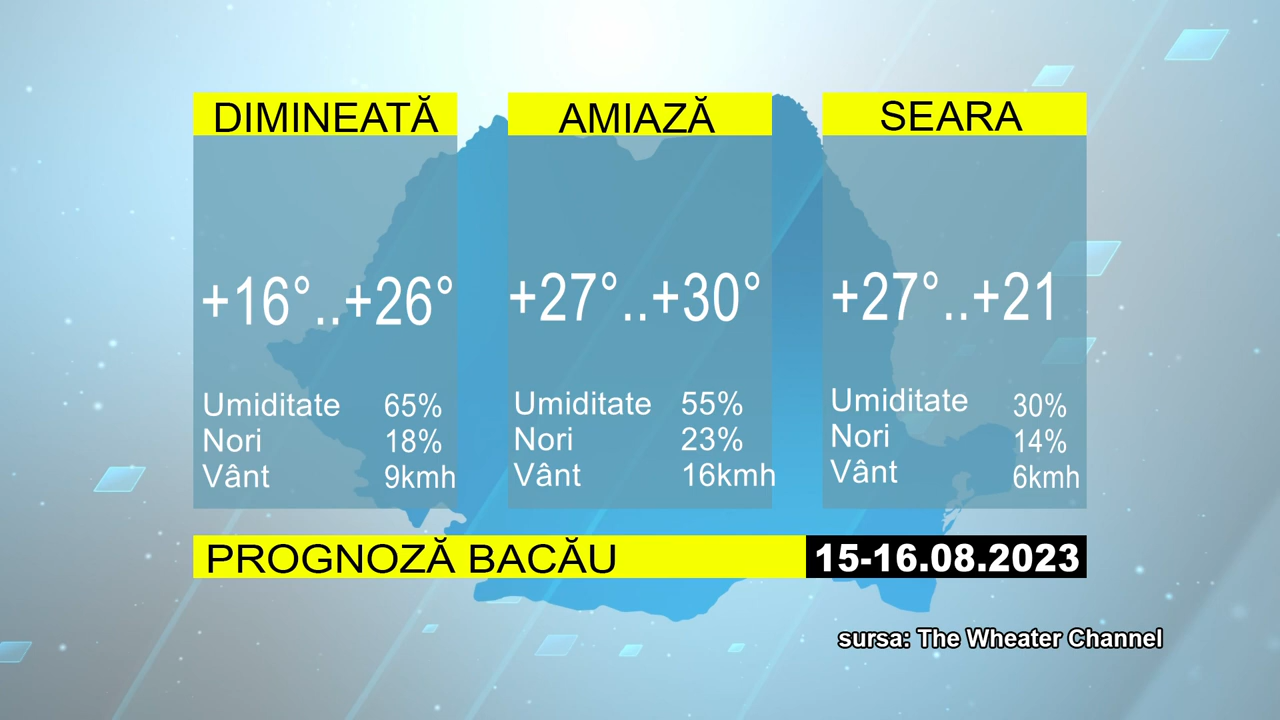 DIMINEATĂ
+16°..+26°
Umiditate 65%
Nori 18%
Vânt 9kmh
AMIAZĂ
+27°..+30°
Umiditate 55%
Nori 23%
Vânt 16kmh
SEARA
+27°..+21
Umiditate 30%
Nori 14%
Vânt 6kmh
PROGNOZĂ BACĂU 15-16.08.2023
sursa: The Wheater Channel